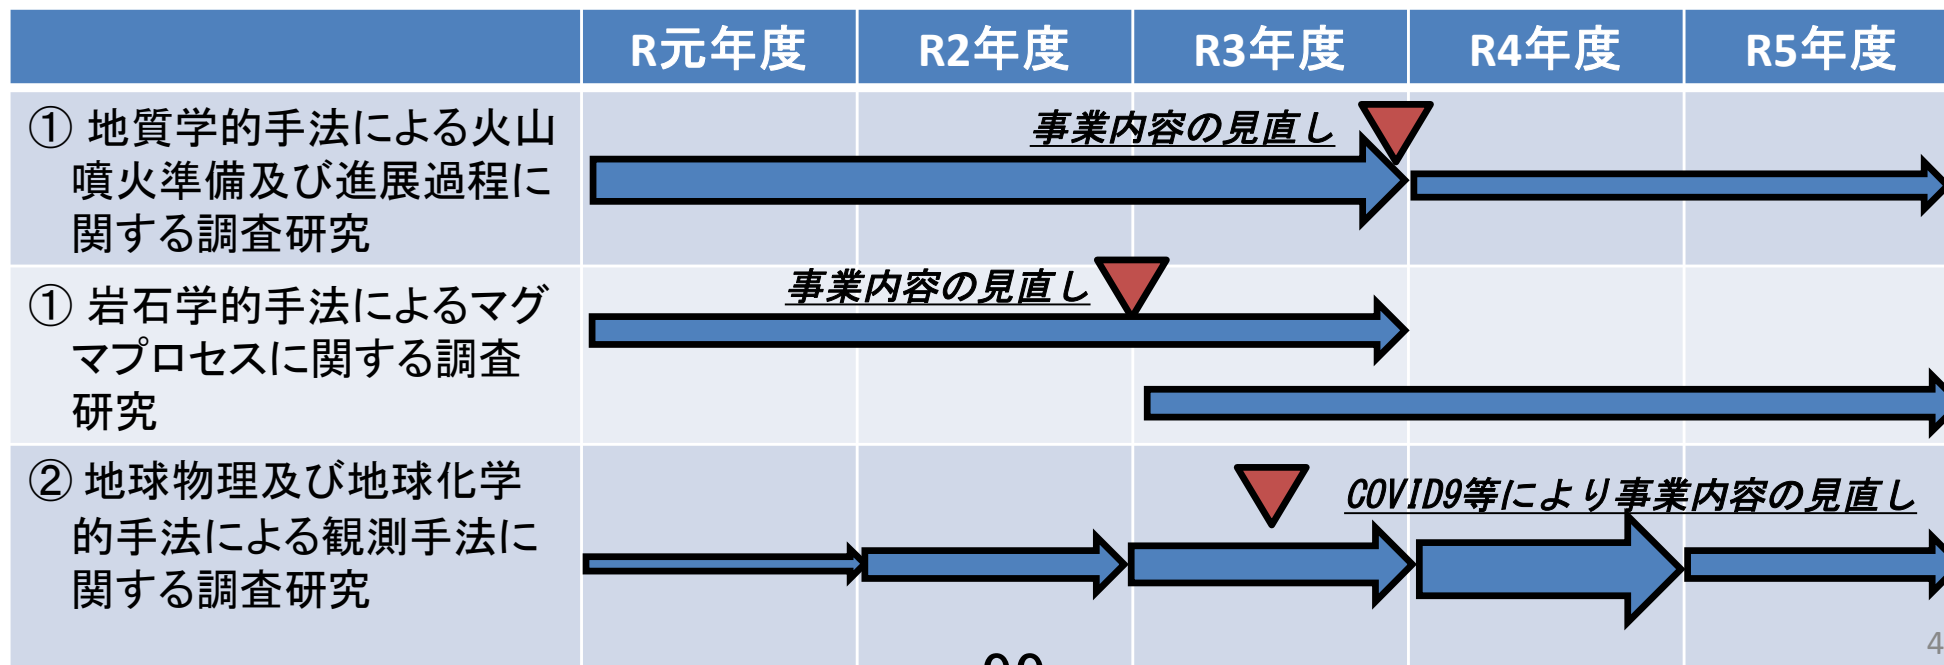 R元年度 R2年度 R3年度 R4年度 R5年度
① 地質学的手法による火山
噴火準備及び進展過程に
関する調査研究
事業内容の見直し
① 岩石学的手法によるマグ
マプロセスに関する調査
研究
事業内容の見直し
② 地球物理及び地球化学
的手法による観測手法に
関する調査研究
COVID9等により事業内容の見直し
4